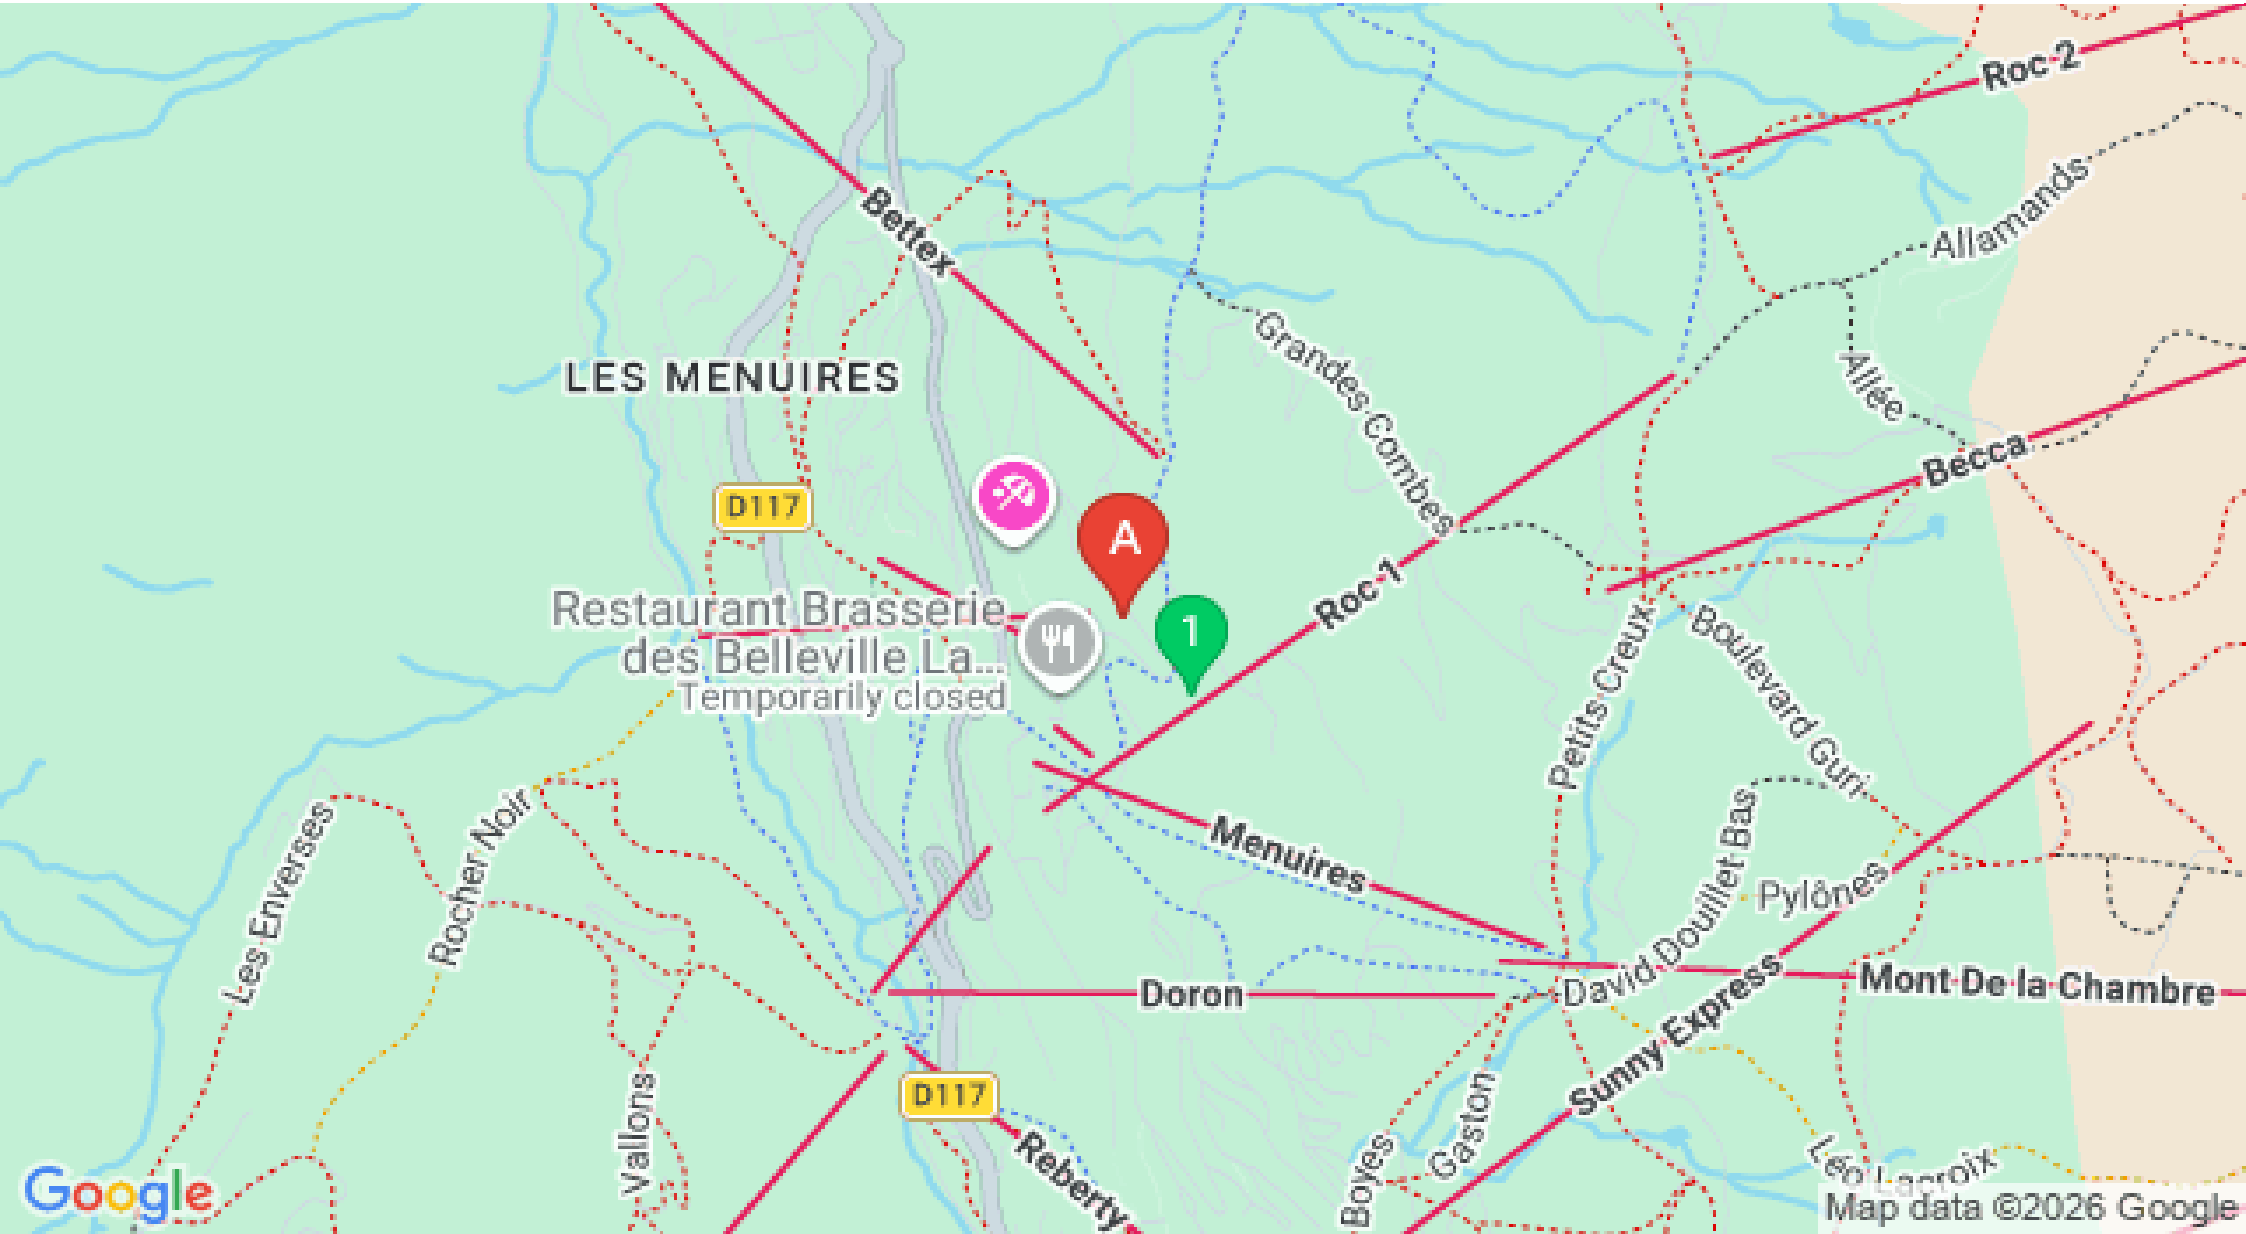 Roc 2
Allamands
Bettex
Grandes Combes
Allée
LES MENUIRES
Becca
D117
A
Roc 1
1
Restaurant Brasserie
des Belleville La...
Temporarily closed
Petits Creux
Boulevard Guri
Menuires
Les Enverses
Rocher Noir
David Douillet Bas
Pylônes
Doron
Mont De la Chambre
Sunny Express
D117
Vallons
Reberty
Boyes
Gaston
Léo Lacroix
Google
Map data ©2026 Google